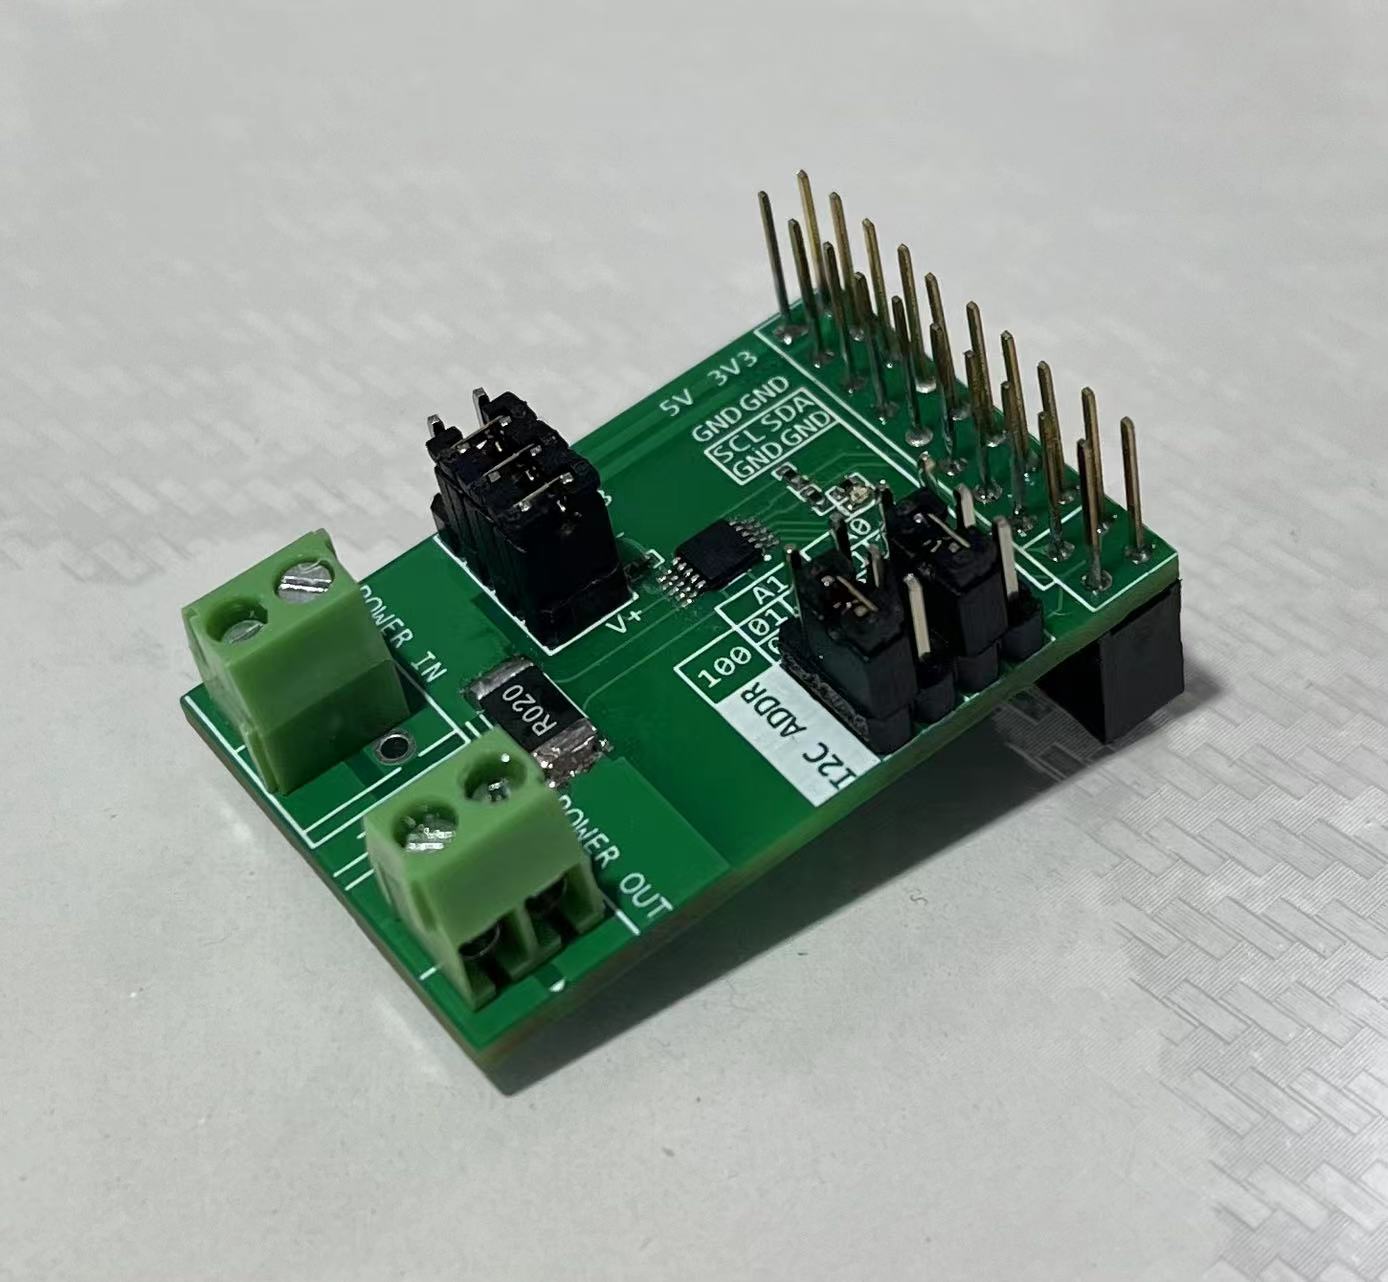 5V 3V3
GND GND
SCL SDA
GND GND
POWER IN
V+
A1
R020
100
I2C ADDR
POWER OUT